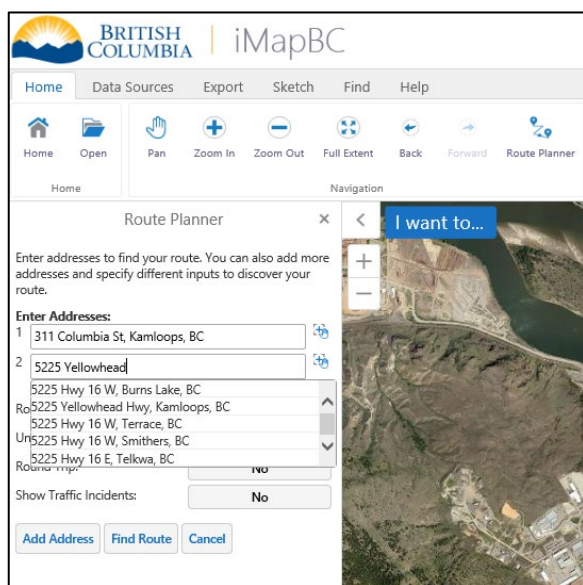 BRITISH
COLUMBIA
iMapBC
Home Data Sources Export Sketch Find Help
Home Open Pan Zoom In Zoom Out Full Extent Back Forward Route Planner
Home Navigation
Route Planner
I want to...
Enter addresses to find your route. You can also add more
addresses and specify different inputs to discover your
route.
Enter Addresses:
1 311 Columbia St, Kamloops, BC
2 5225 Yellowhead
5225 Hwy 16 W, Burns Lake, BC
Ro 5225 Yellowhead Hwy, Kamloops, BC
5225 Hwy 16 W, Terrace, BC
Un 5225 Hwy 16 W, Smithers, BC
5225 Hwy 16 E, Telkwa, BC
Round Trip: No
Show Traffic Incidents: No
Add Address Find Route Cancel